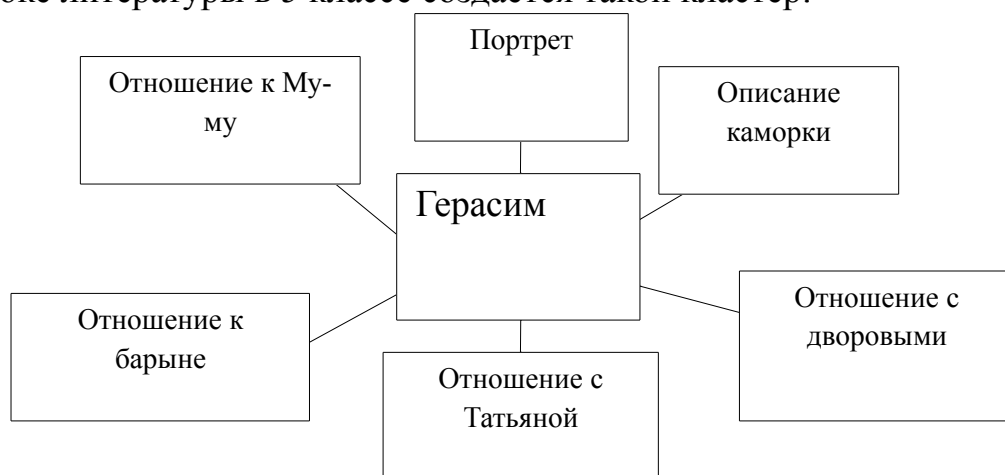 литературы в 5 классе создается такой кластер:
Портрет
Отношение к Му-
му
Описание
каморки
Герасим
Отношение к
барыне
Отношение с
дворовыми
Отношение с
Татьяной